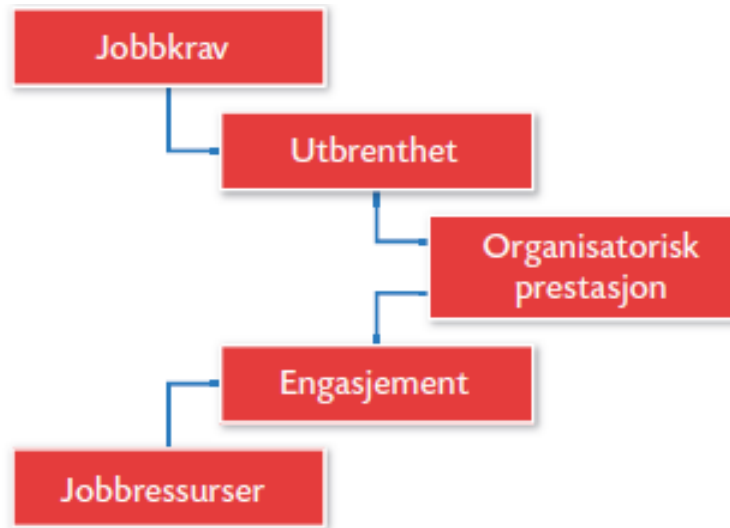 Jobbkrav
Utbrenthet
Organisatorisk
prestasjon
Engasjement
Jobbressurser